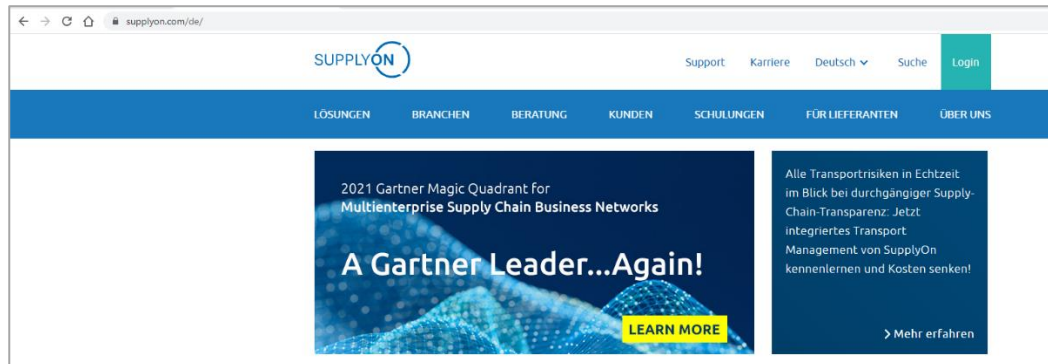 supplyon.com/de/
SUPPLYON
Support Karriere Deutsch Suche Login
LÖSUNGEN BRANCHEN BERATUNG KUNDEN SCHULUNGEN FÜR LIEFERANTEN ÜBER UNS
2021 Gartner Magic Quadrant for
Multienterprise Supply Chain Business Networks
A Gartner Leader...Again!
LEARN MORE
Alle Transportrisiken in Echtzeit
im Blick bei durchgängiger Supply-
Chain-Transparenz: Jetzt
integriertes Transport
Management von SupplyOn
kennenlernen und Kosten senken!
Mehr erfahren